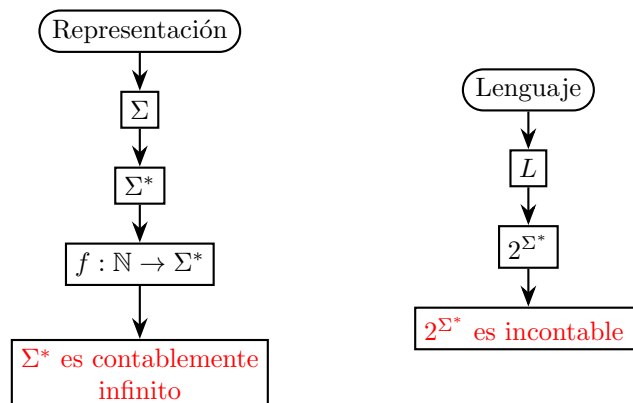 Representación
Σ
Σ*
f : ℕ → Σ*
Σ* es contablemente
infinito
Lenguaje
L
2^{Σ*}
2^{Σ*} es incontable